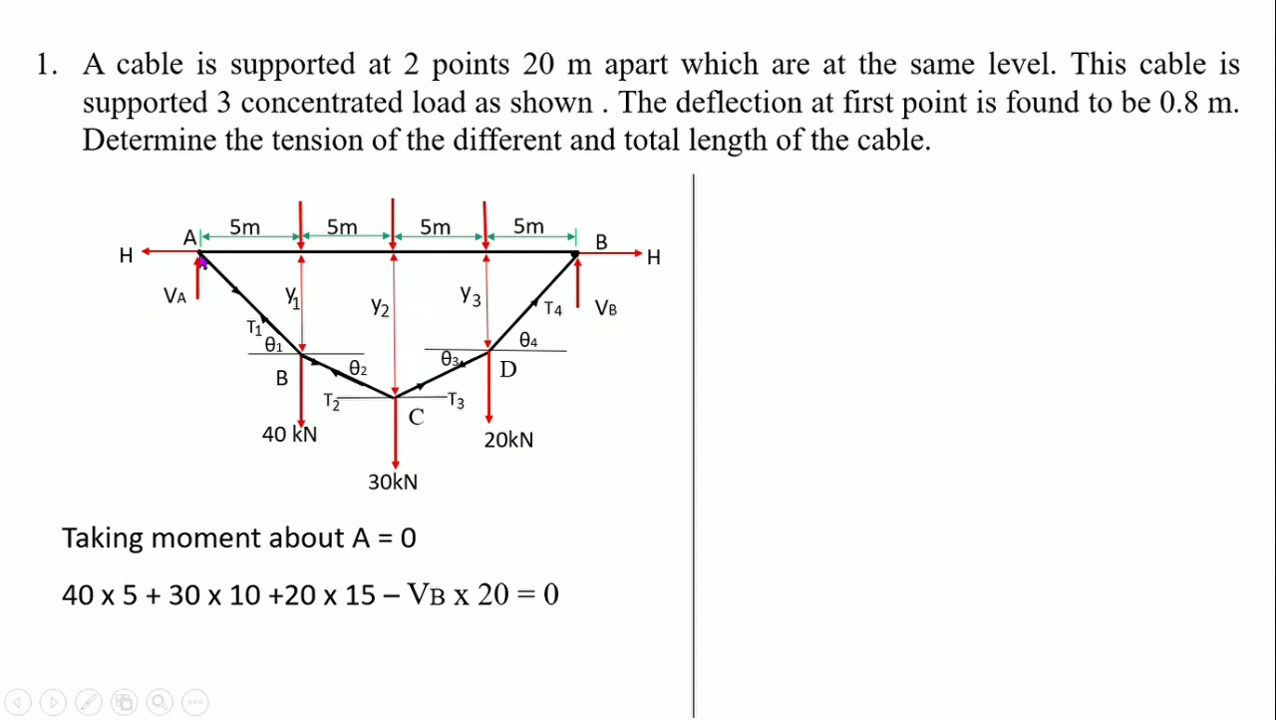 1. A cable is supported at 2 points 20 m apart which are at the same level. This cable is
supported 3 concentrated load as shown . The deflection at first point is found to be 0.8 m.
Determine the tension of the different and total length of the cable.
5m 5m 5m 5m
A B
H H
VA y1 y2 y3 T4 VB
T1 θ1 θ2 θ3 θ4
B T2 C T3 D
40 kN 20kN
30kN
Taking moment about A = 0
40 x 5 + 30 x 10 +20 x 15 – VB x 20 = 0